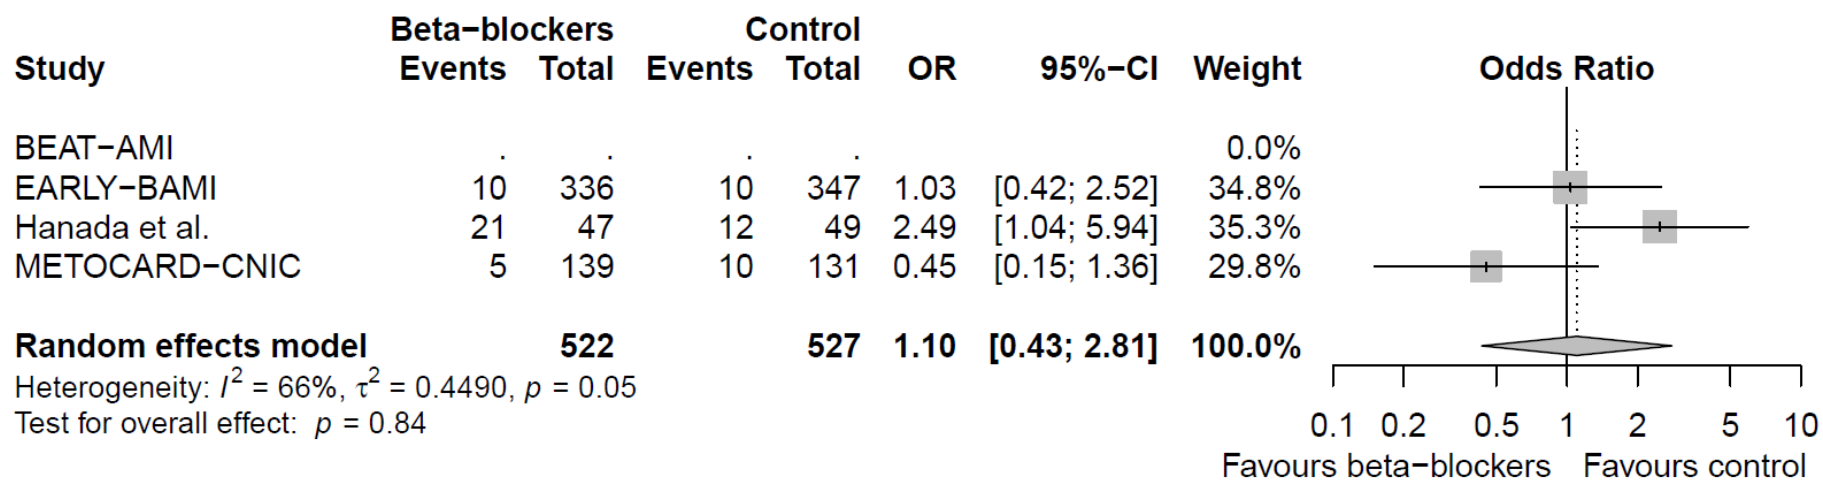 Beta−blockers Control
Study Events Total Events Total OR 95%−CI Weight Odds Ratio
BEAT−AMI . . . . 0.0%
EARLY−BAMI 10 336 10 347 1.03 [0.42; 2.52] 34.8%
Hanada et al. 21 47 12 49 2.49 [1.04; 5.94] 35.3%
METOCARD−CNIC 5 139 10 131 0.45 [0.15; 1.36] 29.8%
Random effects model 522 527 1.10 [0.43; 2.81] 100.0%
Heterogeneity: I² = 66%, τ² = 0.4490, p = 0.05
Test for overall effect: p = 0.84
0.1 0.2 0.5 1 2 5 10
Favours beta−blockers Favours control